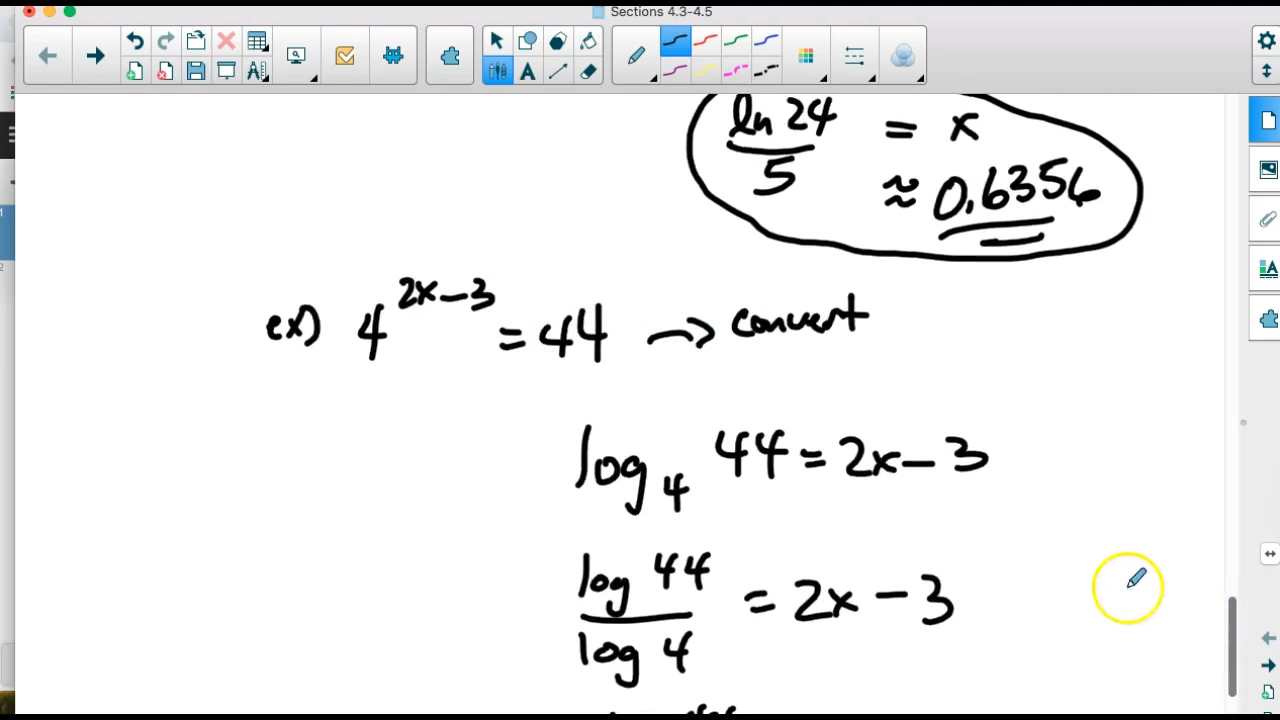 Sections 4.3-4.5
ln 24 / 5 = x
≈ 0.6356
ex) 4^(2x-3) = 44 → convert
log_4 44 = 2x - 3
log 44 / log 4 = 2x - 3